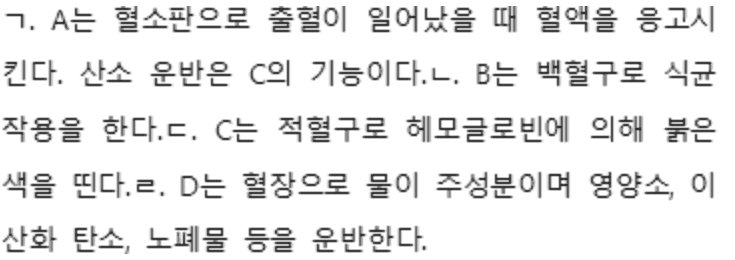 ㄱ. A는 혈소판으로 출혈이 일어났을 때 혈액을 응고시
킨다. 산소 운반은 C의 기능이다.ㄴ. B는 백혈구로 식균
작용을 한다.ㄷ. C는 적혈구로 헤모글로빈에 의해 붉은
색을 띤다.ㄹ. D는 혈장으로 물이 주성분이며 영양소, 이
산화 탄소, 노폐물 등을 운반한다.